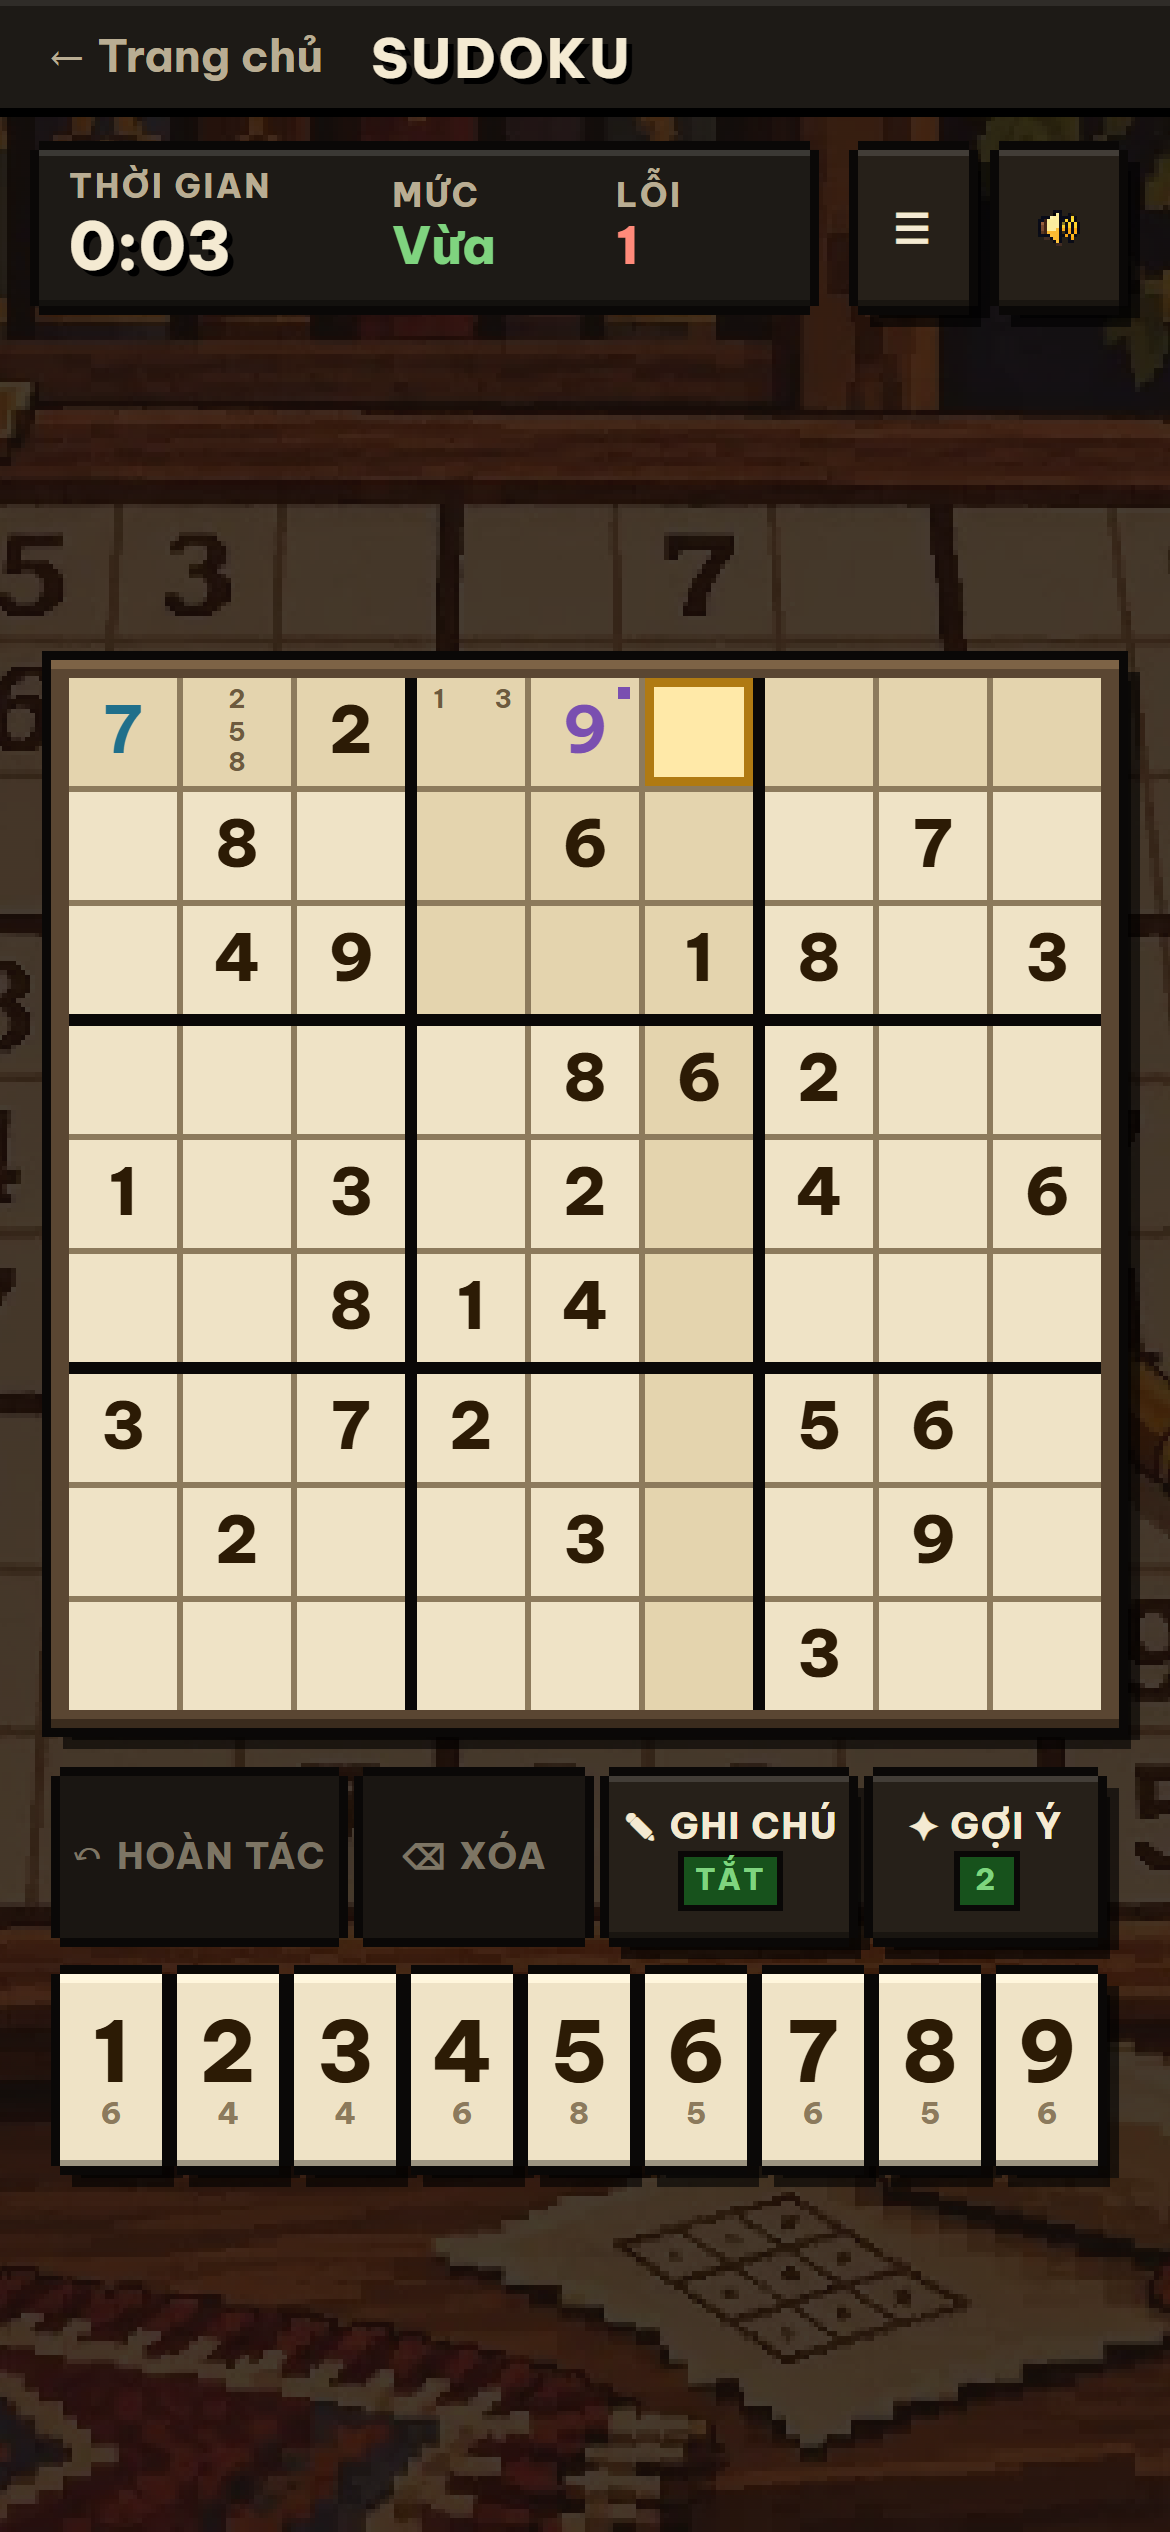 ← Trang chủ SUDOKU
THỜI GIAN MỨC LỖI
0:03 Vừa 1
☰
5 3 7
7 2 5 8 2 1 3 9
8 6 7
4 9 1 8 3
8 6 2
1 3 2 4 6
8 1 4
3 7 2 5 6
2 3 9
3
↶ HOÀN TÁC ⌫ XÓA ✎ GHI CHÚ ✦ GỢI Ý
TẮT 2
1 2 3 4 5 6 7 8 9
6 4 4 6 8 5 6 5 6